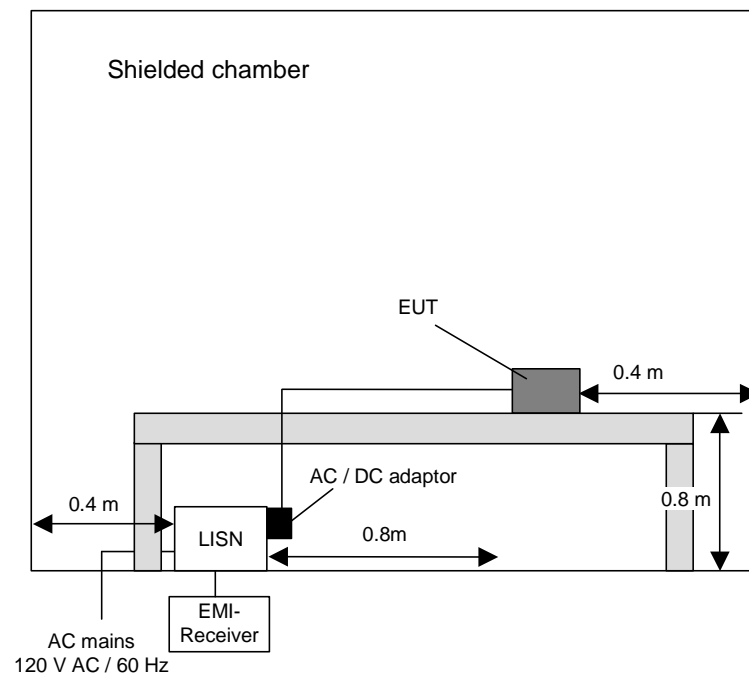 Shielded chamber
EUT
0.4 m
AC / DC adaptor
0.4 m
0.8 m
LISN
0.8m
EMI-
Receiver
AC mains
120 V AC / 60 Hz